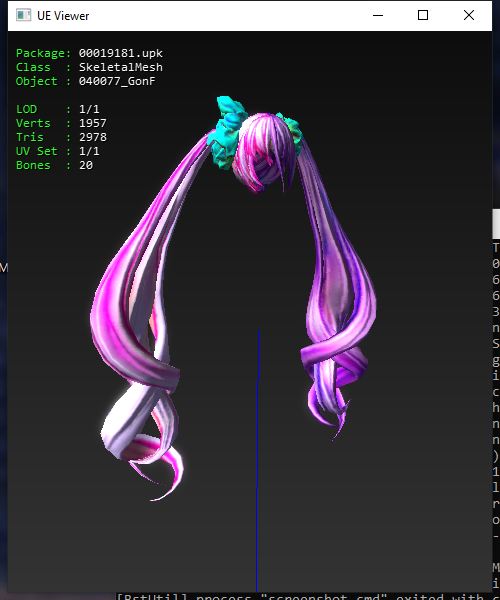 UE Viewer
Package: 00019181.upk
Class : SkeletalMesh
Object : 040077_GonF
LOD : 1/1
Verts : 1957
Tris : 2978
UV Set : 1/1
Bones : 20